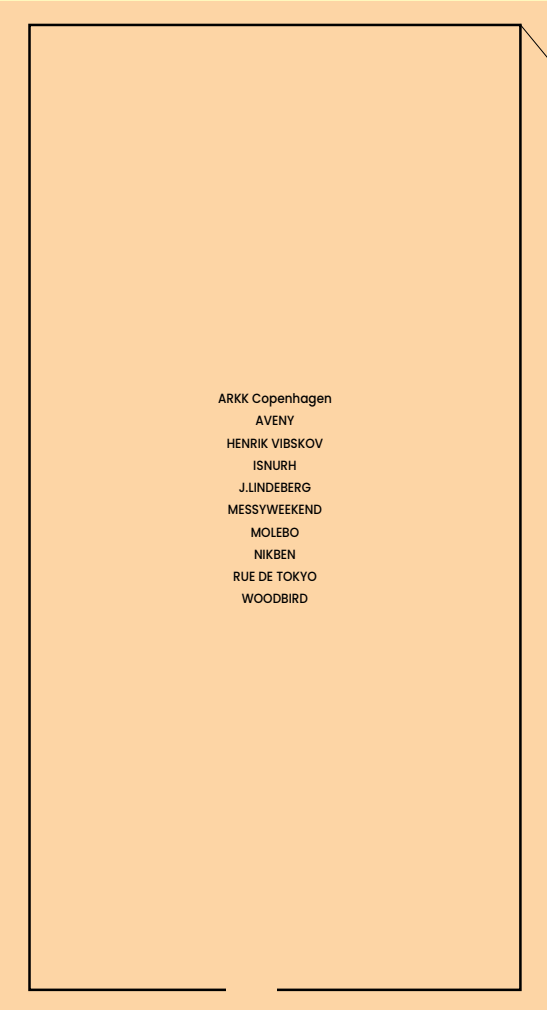 ARKK Copenhagen
AVENY
HENRIK VIBSKOV
ISNURH
J.LINDEBERG
MESSYWEEKEND
MOLEBO
NIKBEN
RUE DE TOKYO
WOODBIRD